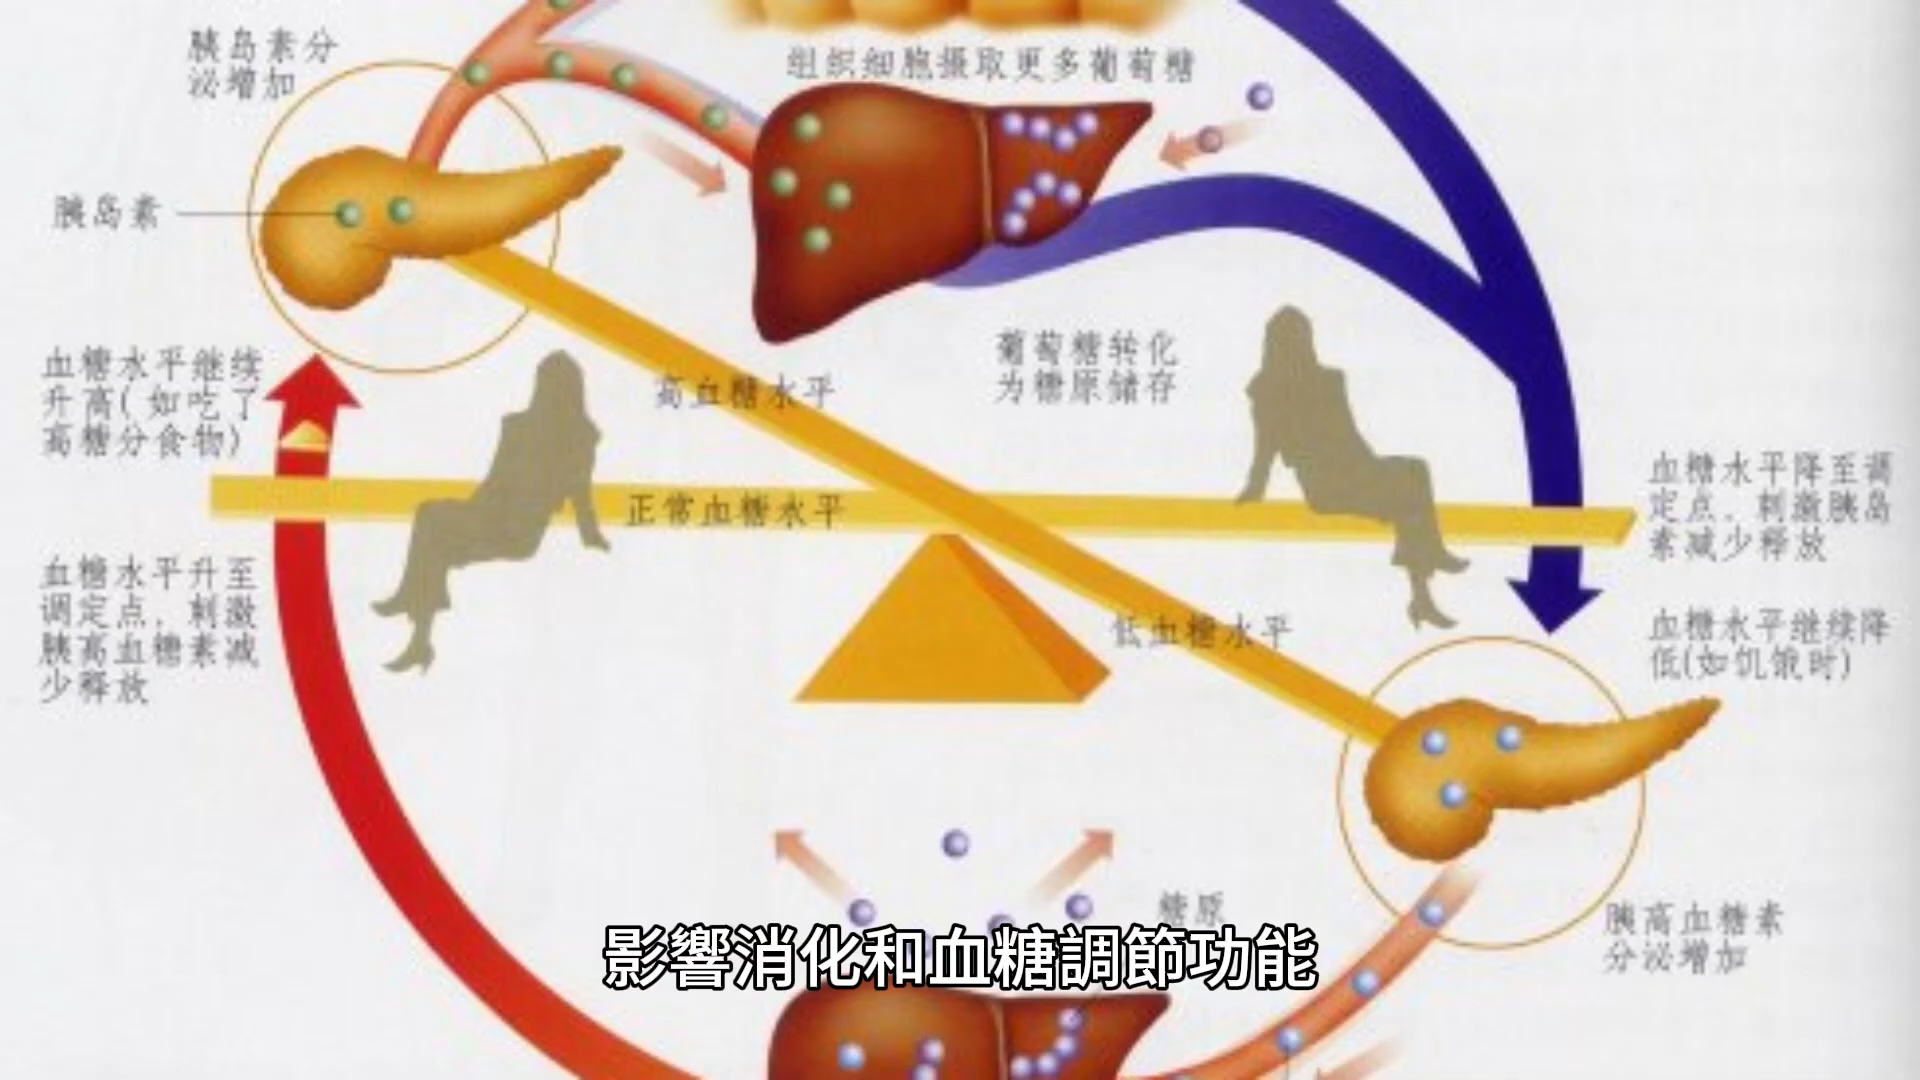 胰岛素分
泌增加
组织细胞摄取更多葡萄糖
胰岛素
葡萄糖转化
为糖原储存
血糖水平继续
升高(如吃了
高糖分食物)
高血糖水平
正常血糖水平
血糖水平降至调
定点，刺激胰岛
素减少释放
血糖水平升至
调定点，刺激
胰高血糖素减
少释放
低血糖水平
血糖水平继续降
低(如饥饿时)
糖原
胰高血糖素
分泌增加
影響消化和血糖調節功能